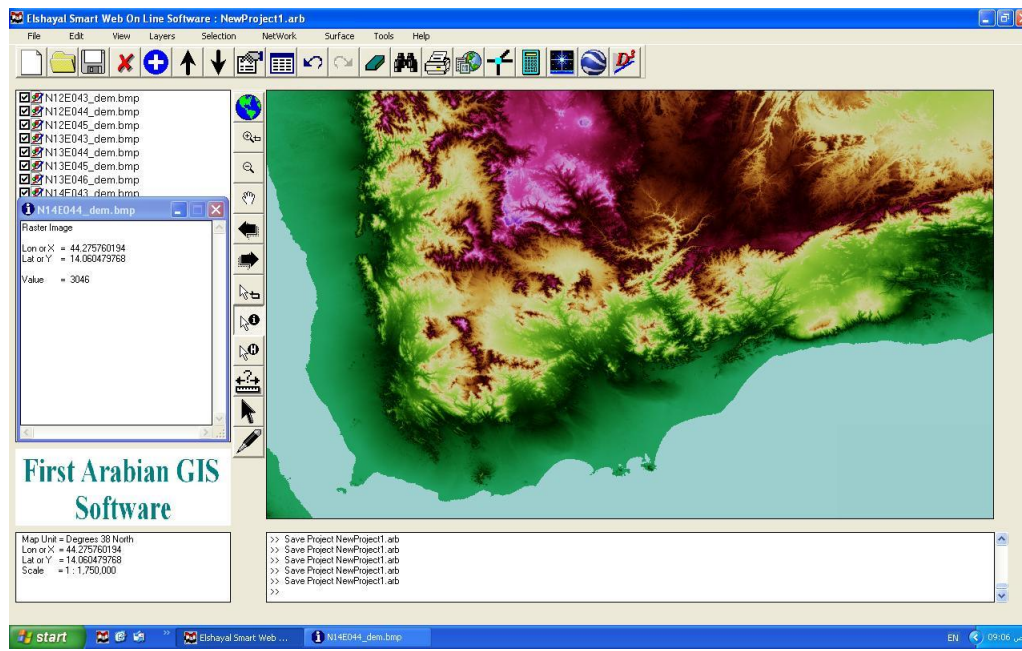 Elshayal Smart Web On Line Software : NewProject1.arb
File Edit View Layers Selection NetWork Surface Tools Help
N12E043_dem.bmp
N12E044_dem.bmp
N12E045_dem.bmp
N13E043_dem.bmp
N13E044_dem.bmp
N13E045_dem.bmp
N13E046_dem.bmp
N14E043_dem.bmp
N14E044_dem.bmp
Raster Image
Lon or X = 44.275760194
Lat or Y = 14.060479768
Value = 3046
First Arabian GIS
Software
Map Unit = Degrees 38 North
Lon or X = 44.275760194
Lat or Y = 14.060479768
Scale = 1 : 1,750,000
>> Save Project NewProject1.arb
>> Save Project NewProject1.arb
>> Save Project NewProject1.arb
>> Save Project NewProject1.arb
>> Save Project NewProject1.arb
>>
start
Elshayal Smart Web ...
N14E044_dem.bmp
EN
09:06 ص